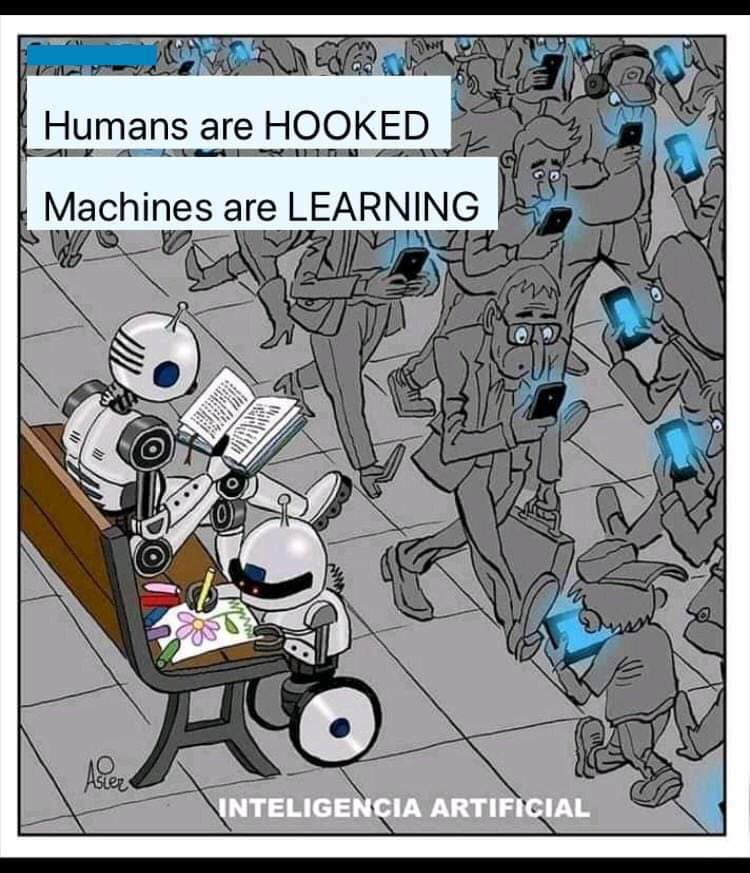 Humans are HOOKED
Machines are LEARNING
Asier
INTELIGENCIA ARTIFICIAL